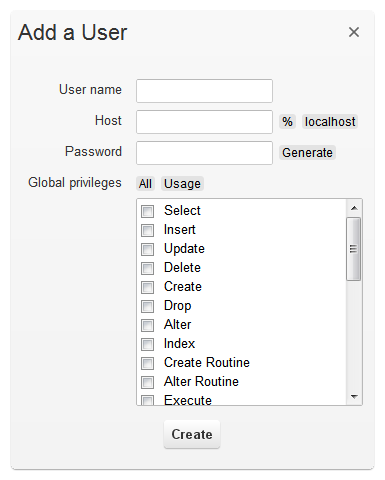 Add a User ×
User name
Host % localhost
Password Generate
Global privileges All Usage
Select
Insert
Update
Delete
Create
Drop
Alter
Index
Create Routine
Alter Routine
Execute
Create